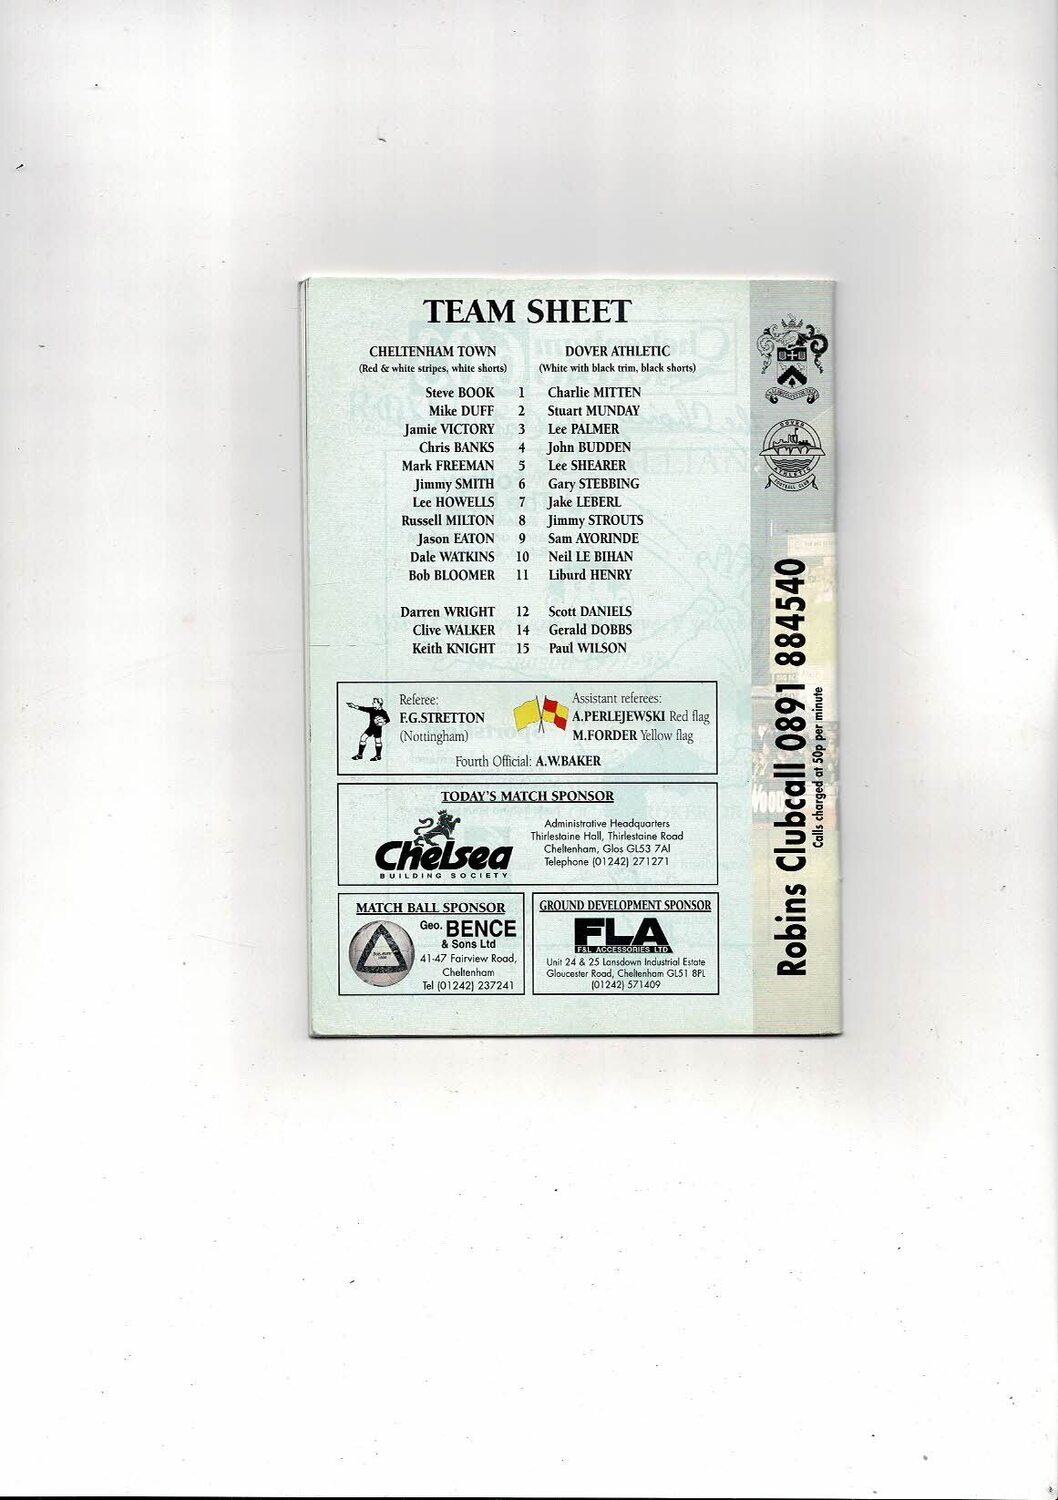 TEAM SHEET
CHELTENHAM TOWN
(Red & white stripes, white shorts)
DOVER ATHLETIC
(White with black trim, black shorts)
Steve BOOK 1 Charlie MITTEN
Mike DUFF 2 Stuart MUNDAY
Jamie VICTORY 3 Lee PALMER
Chris BANKS 4 John BUDDEN
Mark FREEMAN 5 Lee SHEARER
Jimmy SMITH 6 Gary STEBBING
Lee HOWELLS 7 Jake LEBERL
Russell MILTON 8 Jimmy STROUTS
Jason EATON 9 Sam AYORINDE
Dale WATKINS 10 Neil LE BIHAN
Bob BLOOMER 11 Liburd HENRY
Darren WRIGHT 12 Scott DANIELS
Clive WALKER 14 Gerald DOBBS
Keith KNIGHT 15 Paul WILSON
Referee:
F.G.STRETTON
(Nottingham)
Assistant referees:
A.PERLEJEWSKI Red flag
M.FORDER Yellow flag
Fourth Official: A.W.BAKER
TODAY'S MATCH SPONSOR
Chelsea
BUILDING SOCIETY
Administrative Headquarters
Thirlestaine Hall, Thirlestaine Road
Cheltenham, Glos GL53 7Al
Telephone (01242) 271271
MATCH BALL SPONSOR
Geo. BENCE
& Sons Ltd
41-47 Fairview Road,
Cheltenham
Tel (01242) 237241
GROUND DEVELOPMENT SPONSOR
FLA
F&L ACCESSORIES LTD
Unit 24 & 25 Lansdown Industrial Estate
Gloucester Road, Cheltenham GL51 8PL
(01242) 571409
DOVER
ATHLETIC
FOOTBALL CLUB
Robins Clubcall 0891 884540
Calls charged at 50p per minute